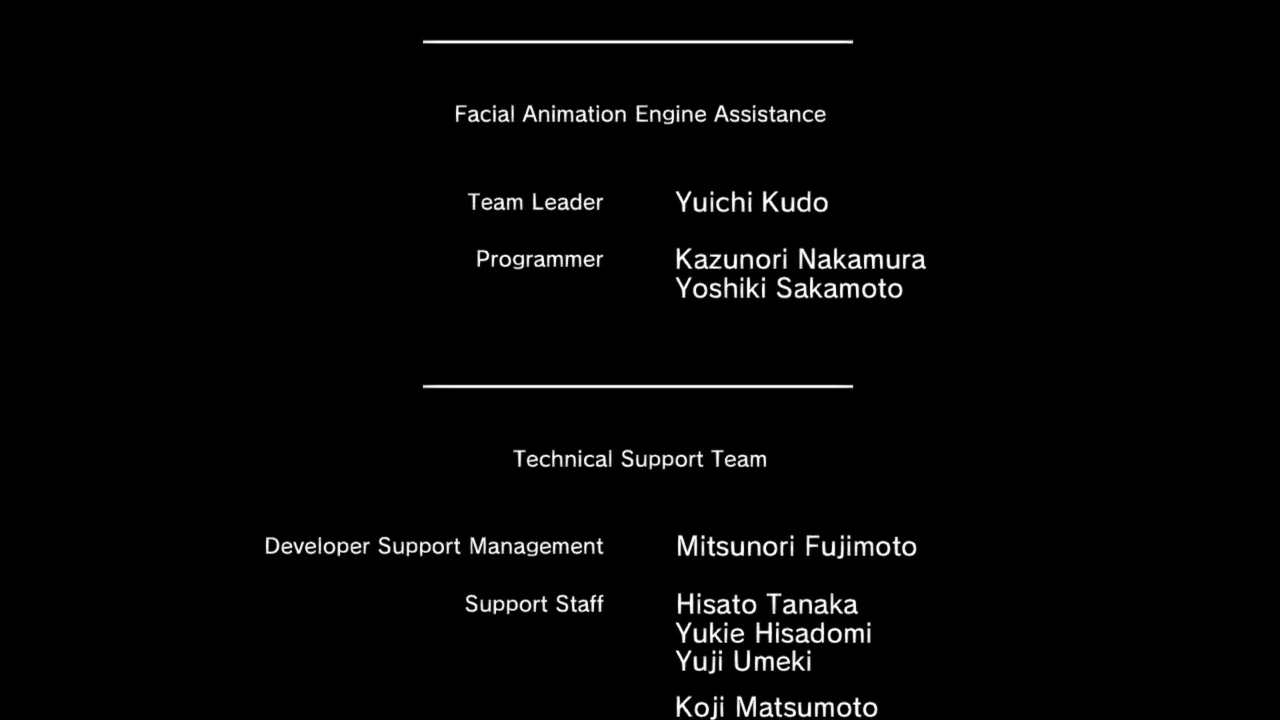 Facial Animation Engine Assistance
Team Leader Yuichi Kudo
Programmer Kazunori Nakamura
Yoshiki Sakamoto
Technical Support Team
Developer Support Management Mitsunori Fujimoto
Support Staff Hisato Tanaka
Yukie Hisadomi
Yuji Umeki
Koji Matsumoto